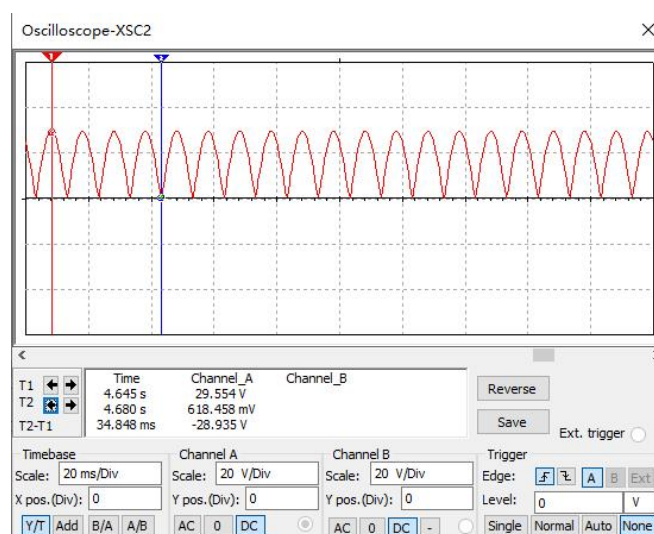 Oscilloscope-XSC2
1
2
Time Channel_A Channel_B
T1 4.645 s 29.554 V
T2 4.680 s 618.458 mV
T2-T1 34.848 ms -28.935 V
Reverse
Save
Ext. trigger
Timebase
Scale: 20 ms/Div
X pos.(Div): 0
Y/T Add B/A A/B
Channel A
Scale: 20 V/Div
Y pos.(Div): 0
AC 0 DC
Channel B
Scale: 20 V/Div
Y pos.(Div): 0
AC 0 DC -
Trigger
Edge: A B Ext
Level: 0 V
Single Normal Auto None